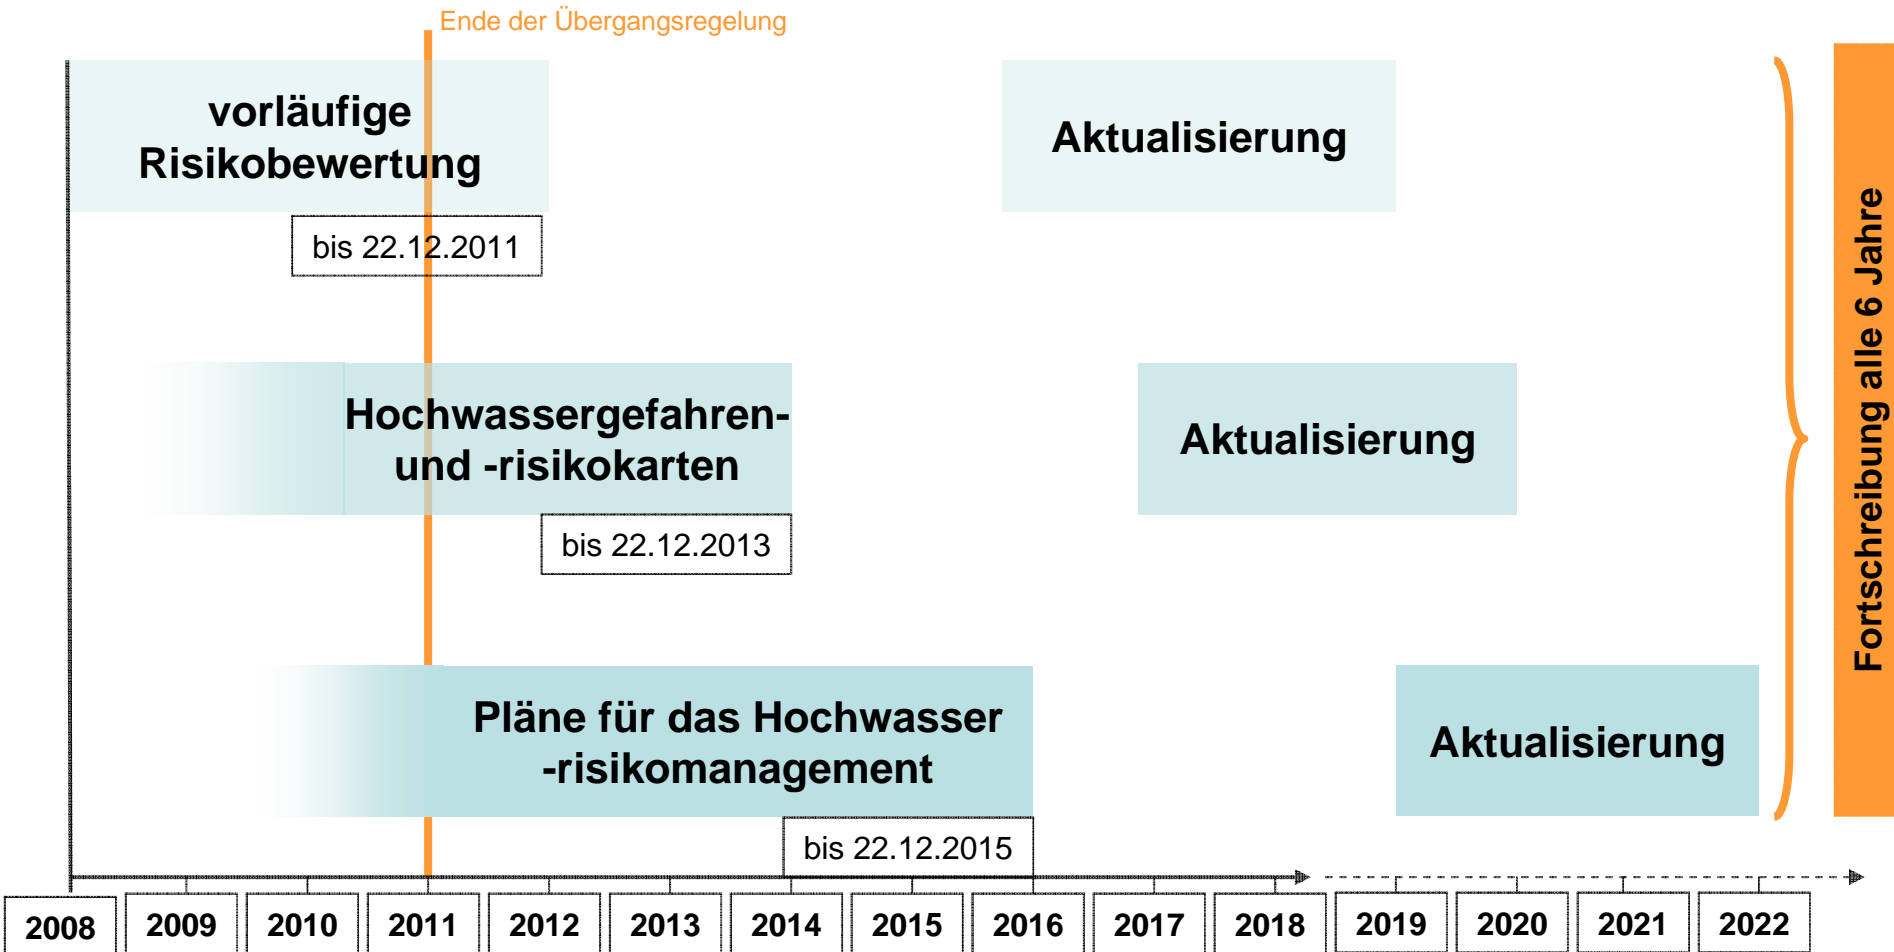 Ende der Übergangsregelung
vorläufige
Risikobewertung
Aktualisierung
bis 22.12.2011
Hochwassergefahren-
und -risikokarten
Aktualisierung
bis 22.12.2013
Pläne für das Hochwasser
-risikomanagement
Aktualisierung
bis 22.12.2015
Fortschreibung alle 6 Jahre
2008 2009 2010 2011 2012 2013 2014 2015 2016 2017 2018 2019 2020 2021 2022